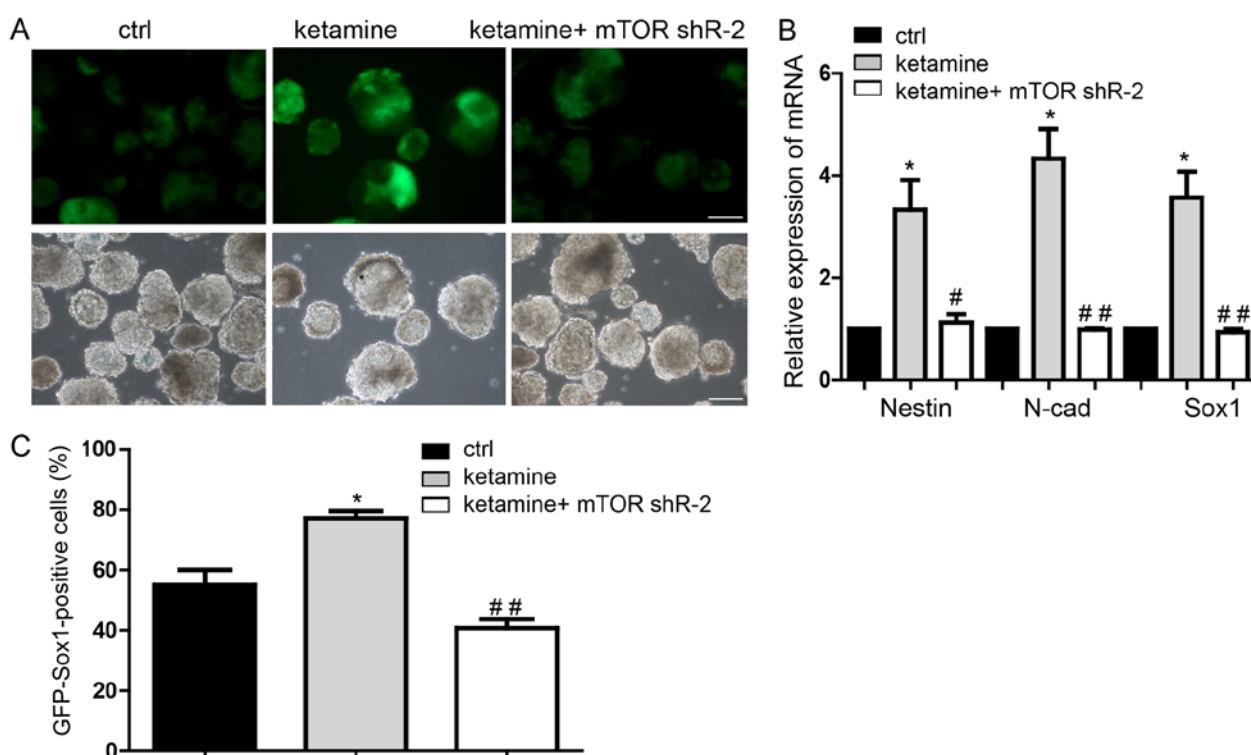 A
ctrl
ketamine
ketamine+ mTOR shR-2
B
ctrl
ketamine
ketamine+ mTOR shR-2
Relative expression of mRNA
6
4
2
0
*
#
*
# #
*
# #
Nestin
N-cad
Sox1
C
ctrl
ketamine
ketamine+ mTOR shR-2
GFP-Sox1-positive cells (%)
100
80
60
40
20
0
*
# #